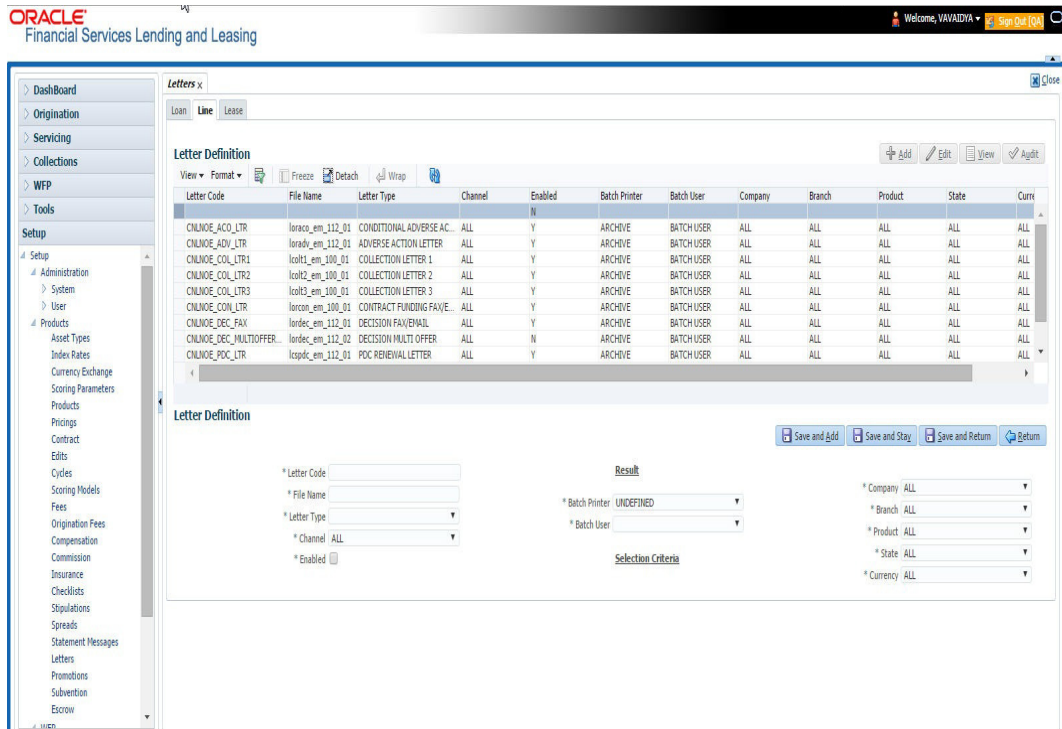 ORACLE'
Financial Services Lending and Leasing
Welcome, VAVAIDYA
Sign Out [QA]
DashBoard
Origination
Servicing
Collections
WFP
Tools
Setup
Setup
Administration
System
User
Products
Asset Types
Index Rates
Currency Exchange
Scoring Parameters
Products
Pricings
Contract
Edits
Cycles
Scoring Models
Fees
Origination Fees
Compensation
Commission
Insurance
Checklists
Stipulations
Spreads
Statement Messages
Letters
Promotions
Subvention
Escrow
WFP
Letters x
Close
Loan Line Lease
Letter Definition
Add Edit View Audit
View Format Freeze Detach Wrap
Letter Code File Name Letter Type Channel Enabled Batch Printer Batch User Company Branch Product State Curre
N
CNLNOE_ACO_LTR loraco_em_112_01 CONDITIONAL ADVERSE AC... ALL Y ARCHIVE BATCH USER ALL ALL ALL ALL ALL
CNLNOE_ADV_LTR loradv_em_112_01 ADVERSE ACTION LETTER ALL Y ARCHIVE BATCH USER ALL ALL ALL ALL ALL
CNLNOE_COL_LTR1 lcolt1_em_100_01 COLLECTION LETTER 1 ALL Y ARCHIVE BATCH USER ALL ALL ALL ALL ALL
CNLNOE_COL_LTR2 lcolt2_em_100_01 COLLECTION LETTER 2 ALL Y ARCHIVE BATCH USER ALL ALL ALL ALL ALL
CNLNOE_COL_LTR3 lcolt3_em_100_01 COLLECTION LETTER 3 ALL Y ARCHIVE BATCH USER ALL ALL ALL ALL ALL
CNLNOE_CON_LTR lorcon_em_100_01 CONTRACT FUNDING FAX/E... ALL Y ARCHIVE BATCH USER ALL ALL ALL ALL ALL
CNLNOE_DEC_FAX lordec_em_112_01 DECISION FAX/EMAIL ALL Y ARCHIVE BATCH USER ALL ALL ALL ALL ALL
CNLNOE_DEC_MULTIOFFER... lordec_em_112_02 DECISION MULTI OFFER ALL N ARCHIVE BATCH USER ALL ALL ALL ALL ALL
CNLNOE_PDC_LTR lcspdc_em_112_01 PDC RENEWAL LETTER ALL Y ARCHIVE BATCH USER ALL ALL ALL ALL ALL
Letter Definition
Save and Add Save and Stay Save and Return Return
* Letter Code
* File Name
* Letter Type
* Channel ALL
* Enabled
Result
* Batch Printer UNDEFINED
* Batch User
Selection Criteria
* Company ALL
* Branch ALL
* Product ALL
* State ALL
* Currency ALL